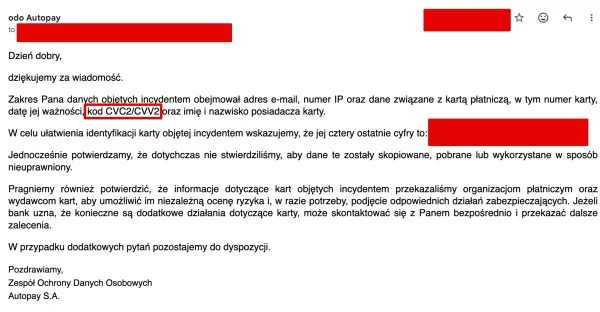 odo Autopay
to
Dzień dobry,
dziękujemy za wiadomość.
Zakres Pana danych objętych incydentem obejmował adres e-mail, numer IP oraz dane związane z kartą płatniczą, w tym numer karty,
datę jej ważności, kod CVC2/CVV2 oraz imię i nazwisko posiadacza karty.
W celu ułatwienia identyfikacji karty objętej incydentem wskazujemy, że jej cztery ostatnie cyfry to:
Jednocześnie potwierdzamy, że dotychczas nie stwierdziliśmy, aby dane te zostały skopiowane, pobrane lub wykorzystane w sposób
nieuprawniony.
Pragniemy również potwierdzić, że informacje dotyczące kart objętych incydentem przekazaliśmy organizacjom płatniczym oraz
wydawcom kart, aby umożliwić im niezależną ocenę ryzyka i, w razie potrzeby, podjęcie odpowiednich działań zabezpieczających. Jeżeli
bank uzna, że konieczne są dodatkowe działania dotyczące karty, może skontaktować się z Panem bezpośrednio i przekazać dalsze
zalecenia.
W przypadku dodatkowych pytań pozostajemy do dyspozycji.
Pozdrawiamy,
Zespół Ochrony Danych Osobowych
Autopay S.A.